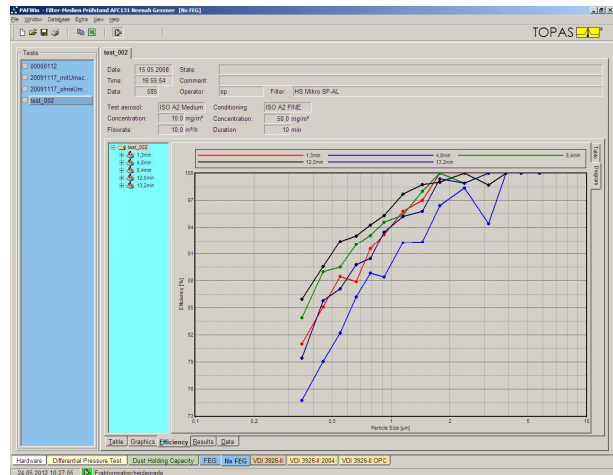 PAFWin - Filter-Medien Prüfstand AFC131 Neenah Gessner [Nx FEG]
File Window Database Extra View Help
TOPAS
Tests
00000112
20091117_mitUmsc...
20091117_ohneUm...
test_002
test_002
Date: 15.05.2008 State:
Time: 16:55:54 Comment:
Data: 585 Operator: op Filter: HS Mikro SF-AL
Test aerosol: ISO A2 Medium Conditioning: ISO A2 FINE
Concentration: 10.0 mg/m³ Concentration: 50.0 mg/m³
Flowrate: 10.0 m³/h Duration: 10 min
test_002
1,3min
4,8min
8,4min
12,0min
13,2min
1,3min 4,8min 8,4min
12,0min 13,2min
Table
Diagram
Efficiency [%]
100
97
94
91
88
85
82
79
76
73
0,1 0,2 0,5 1 2 5 10
Particle Size [µm]
Table Graphics Efficiency Results Data
Hardware Differential Pressure Test Dust Holding Capacity FEG Nx FEG VDI 3926-II VDI 3926-II:2004 VDI 3926-II:OPC
24.05.2012 10:27:05 Fraktionsabscheidegrade